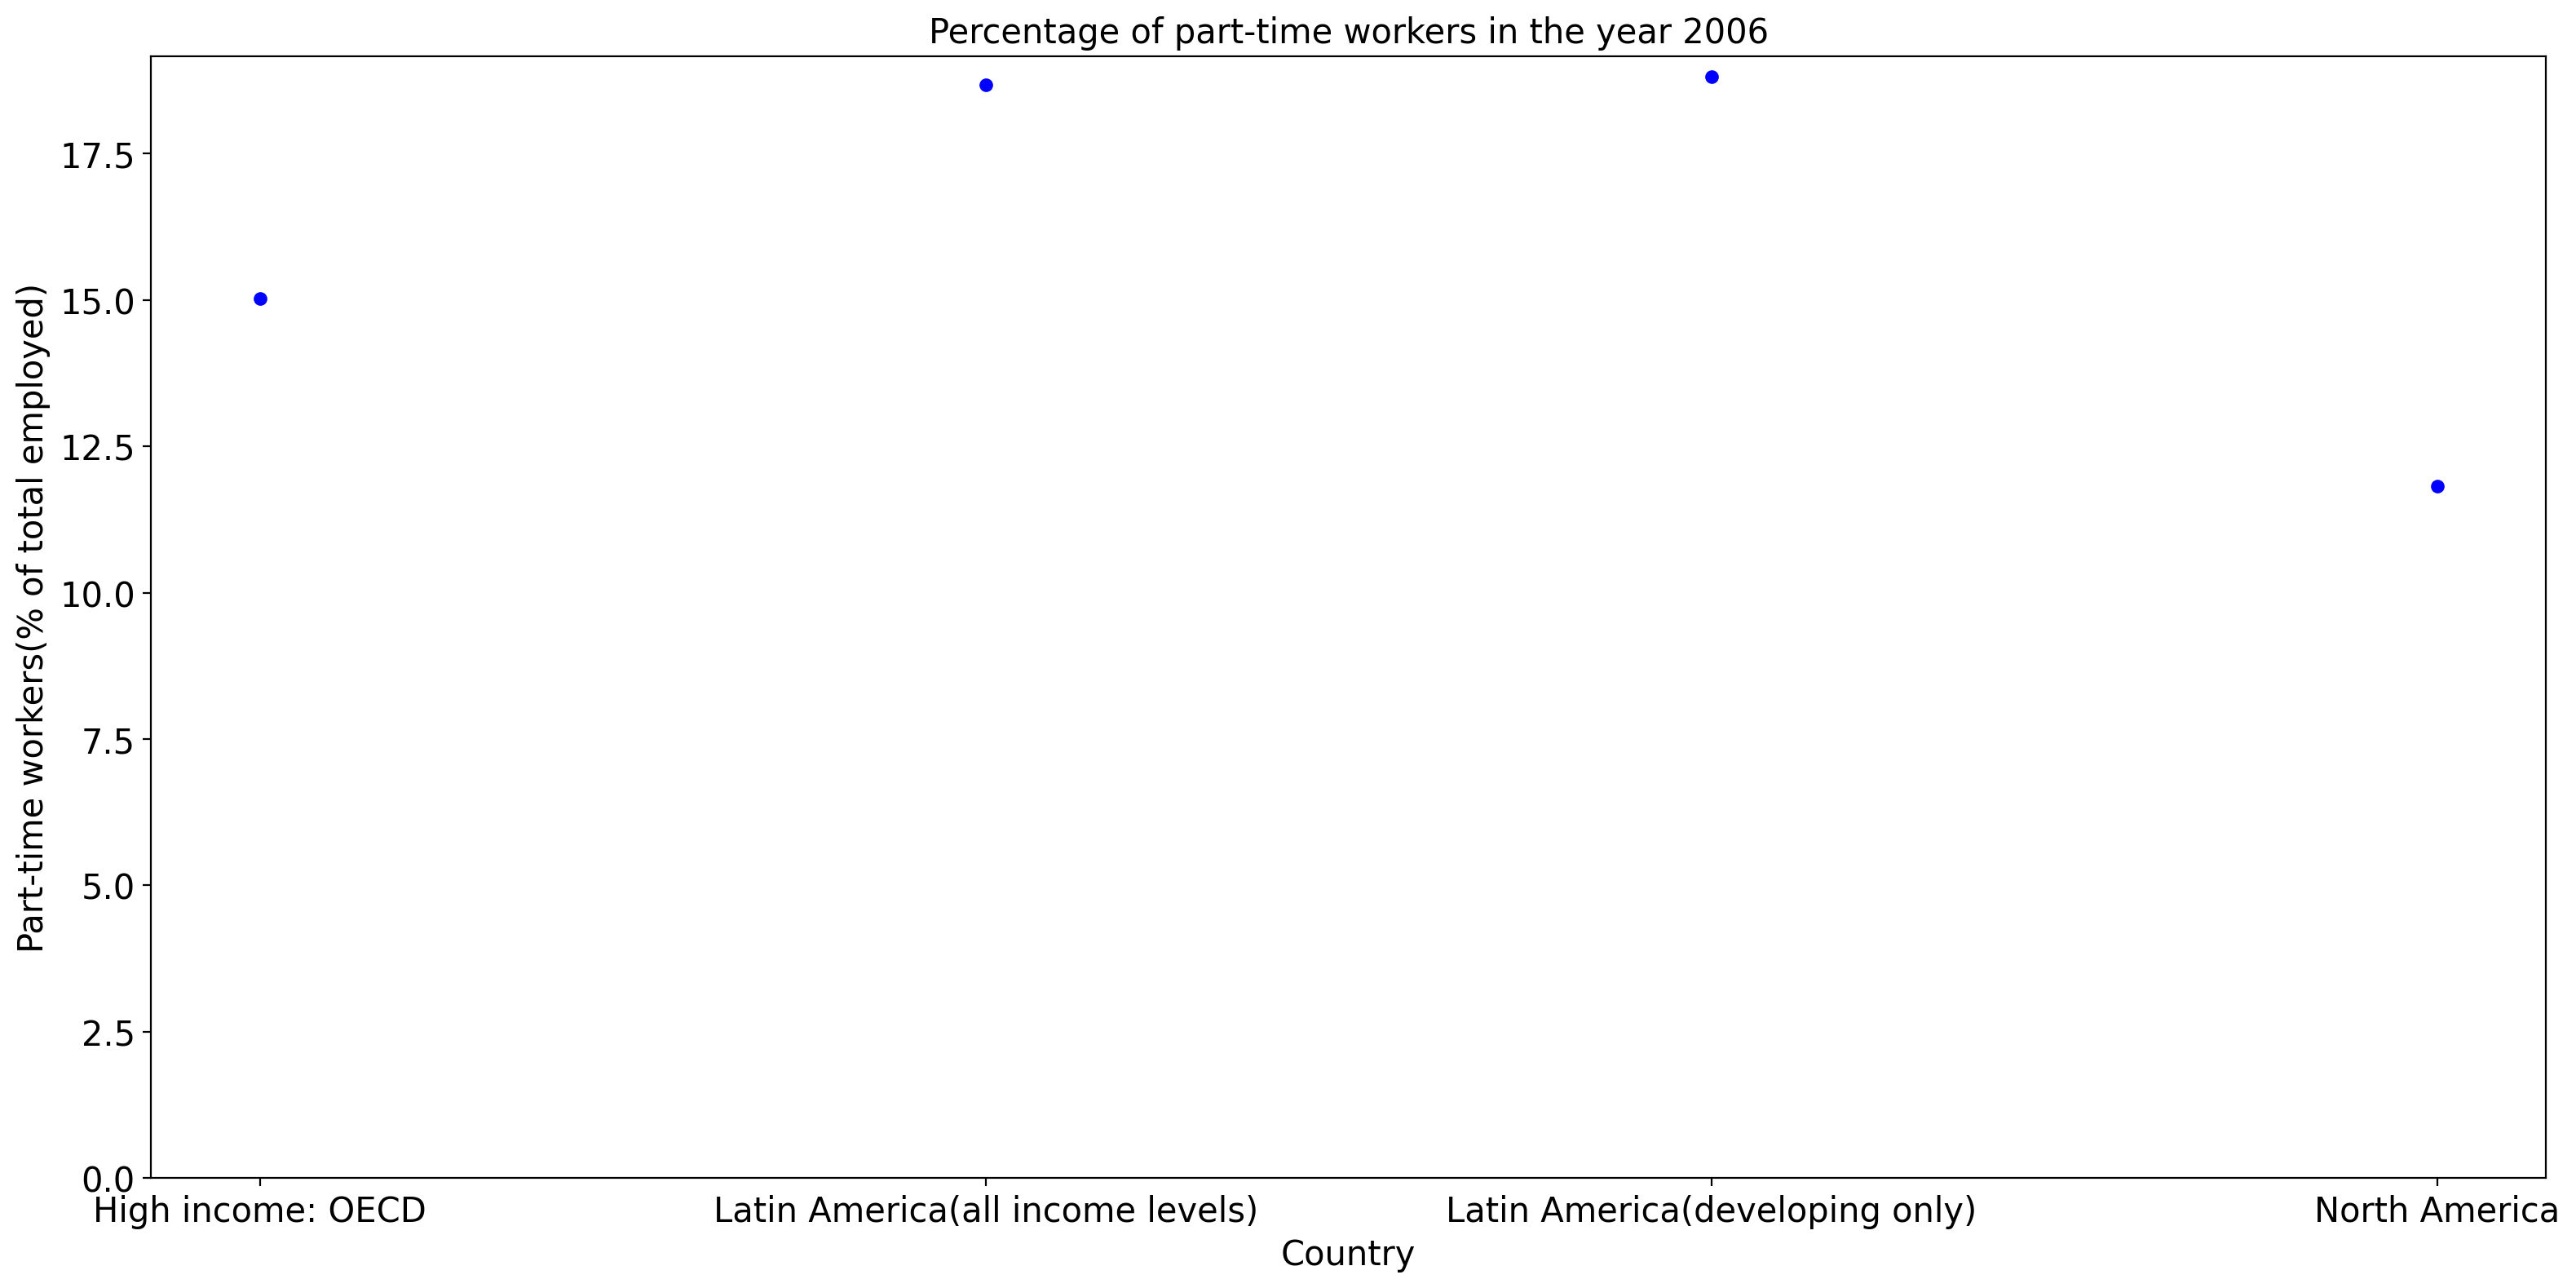 Percentage of part-time workers in the year 2006
Part-time workers(% of total employed)
17.5
15.0
12.5
10.0
7.5
5.0
2.5
0.0
High income: OECD
Latin America(all income levels)
Latin America(developing only)
North America
Country